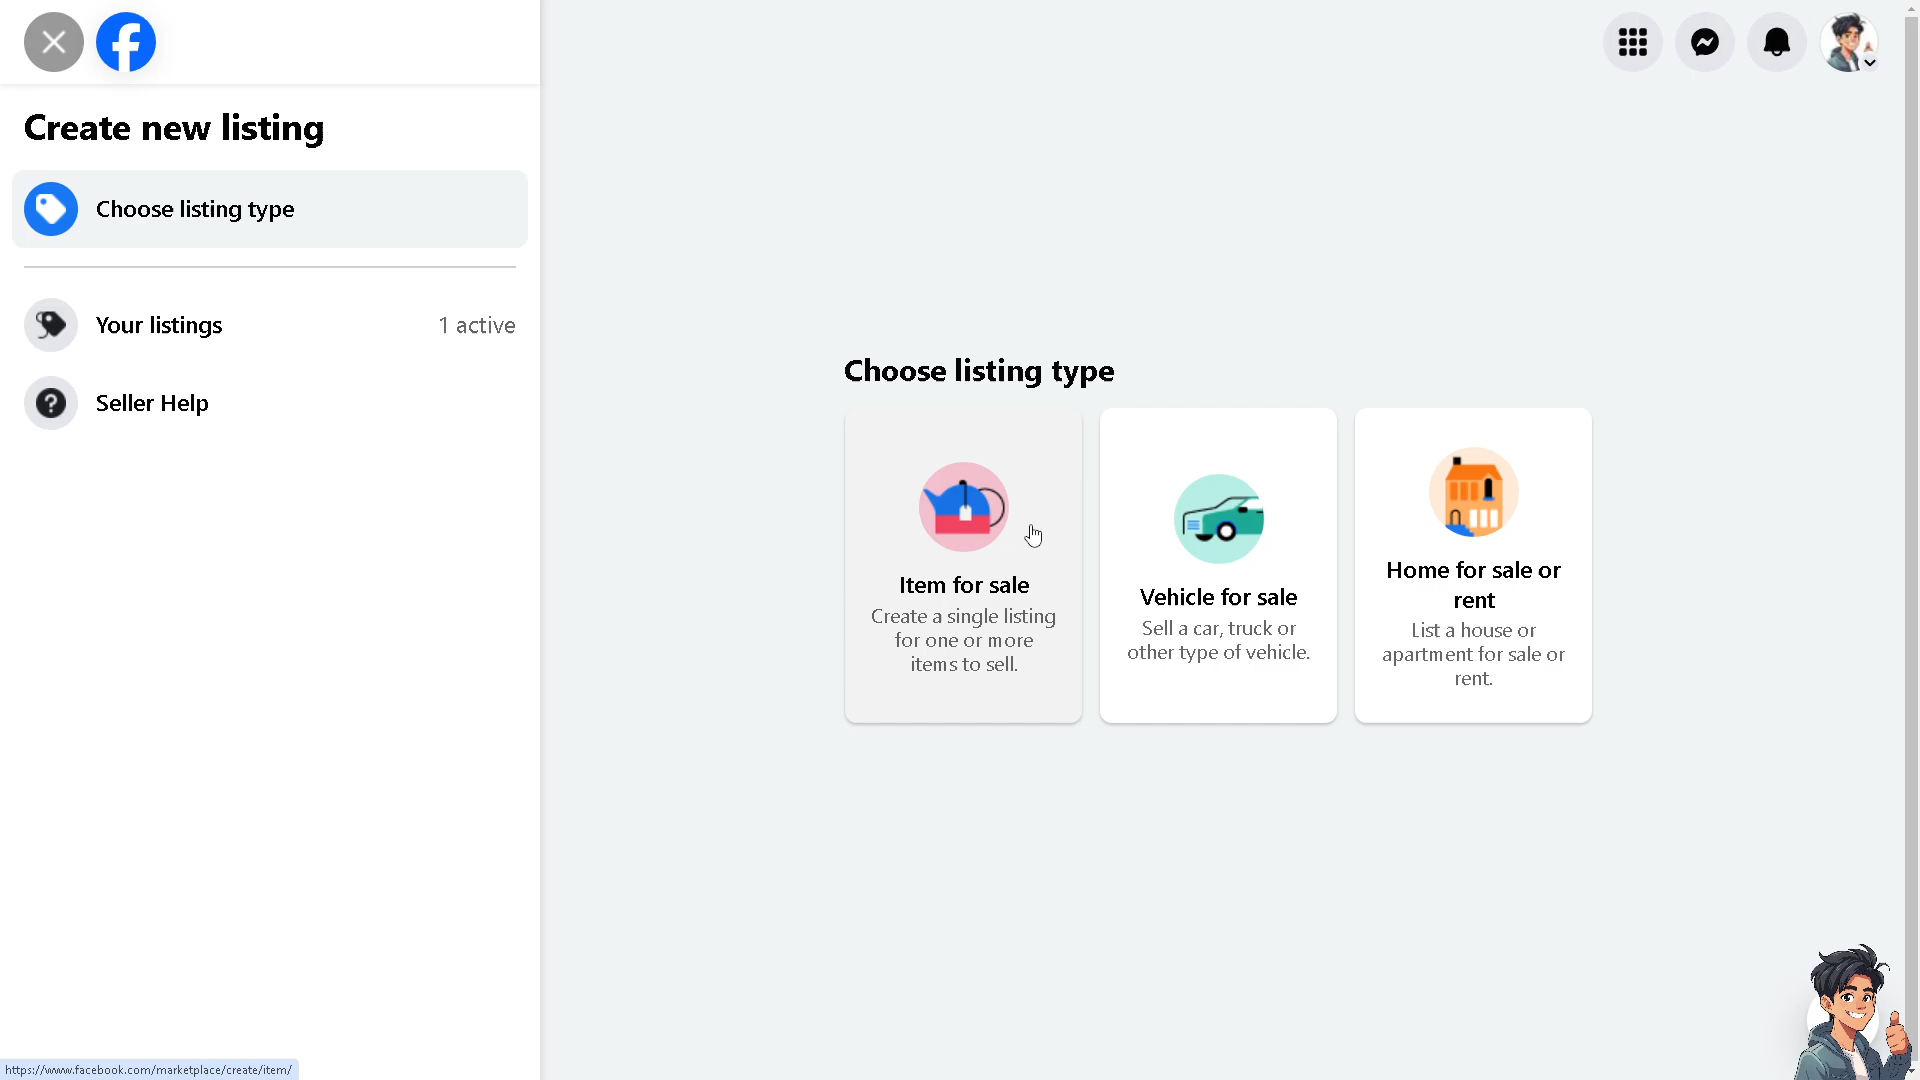 Create new listing
Choose listing type
Your listings
1 active
Seller Help
Choose listing type
Item for sale
Create a single listing
for one or more
items to sell.
Vehicle for sale
Sell a car, truck or
other type of vehicle.
Home for sale or
rent
List a house or
apartment for sale or
rent.
https://www.facebook.com/marketplace/create/item/